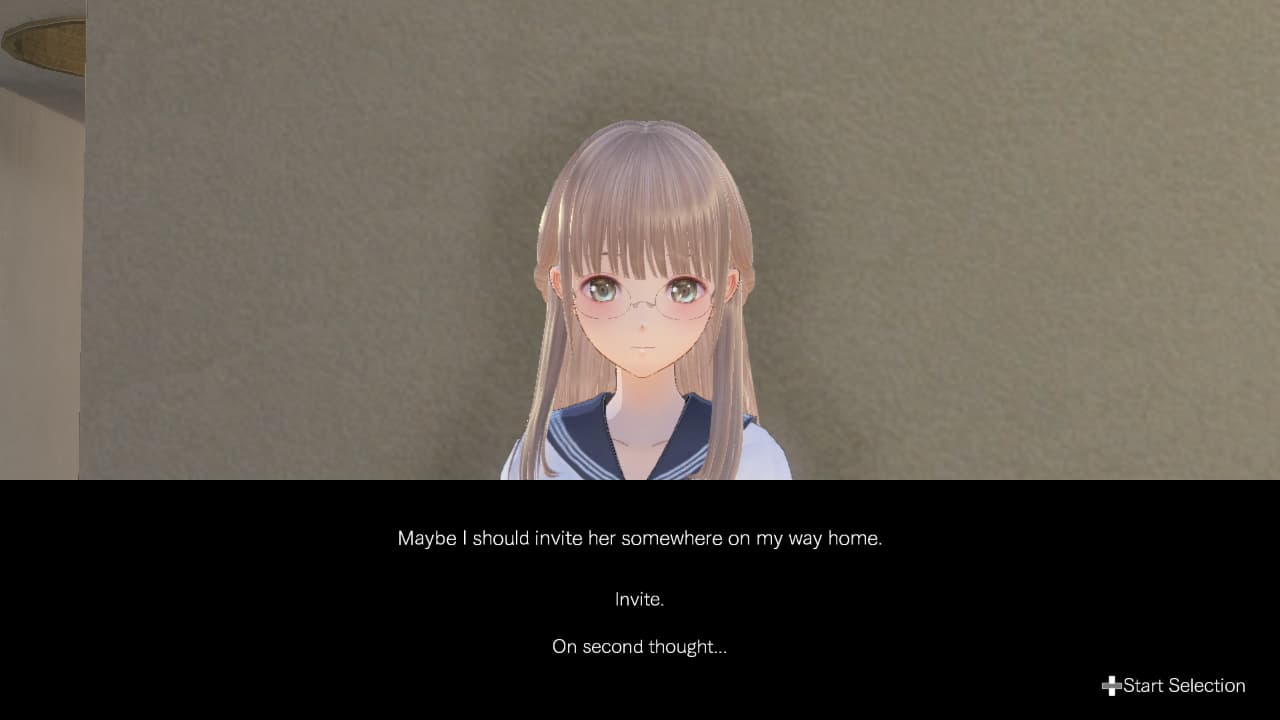 Maybe I should invite her somewhere on my way home.
Invite.
On second thought...
Start Selection